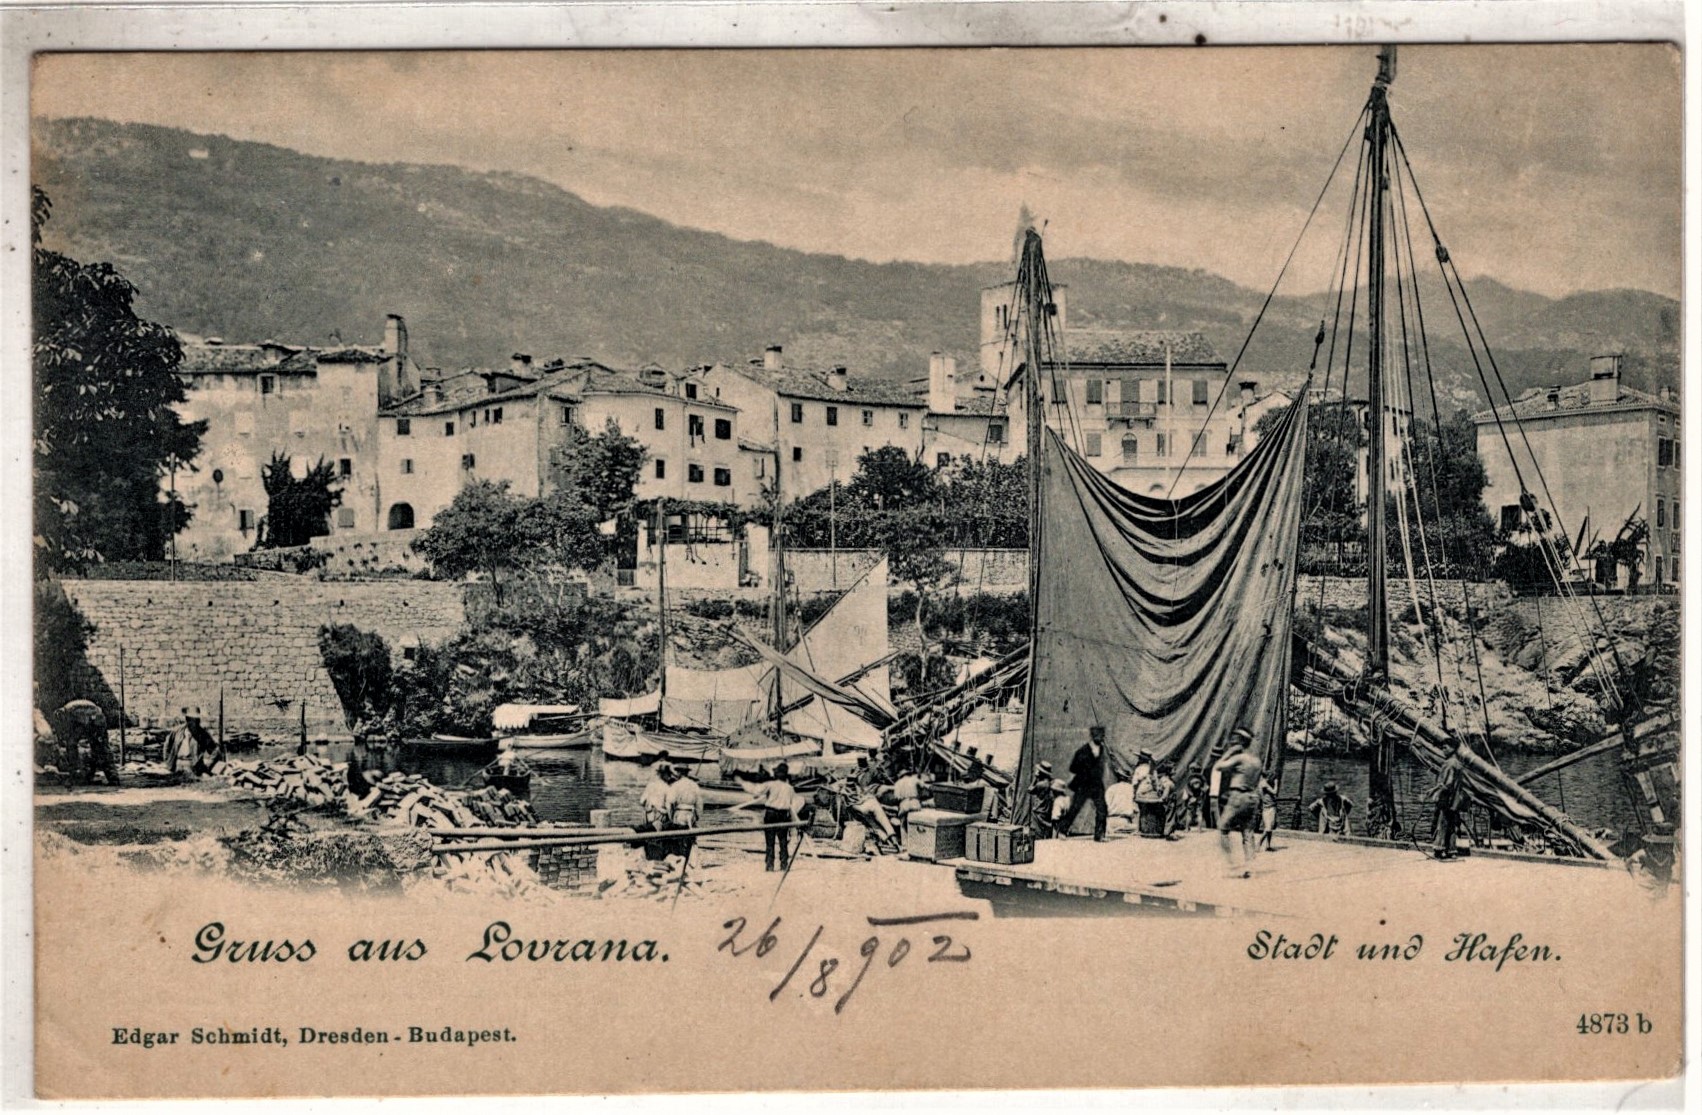 Gruss aus Lovrana. 26/8 902 Stadt und Hafen.
Edgar Schmidt, Dresden - Budapest. 4873 b